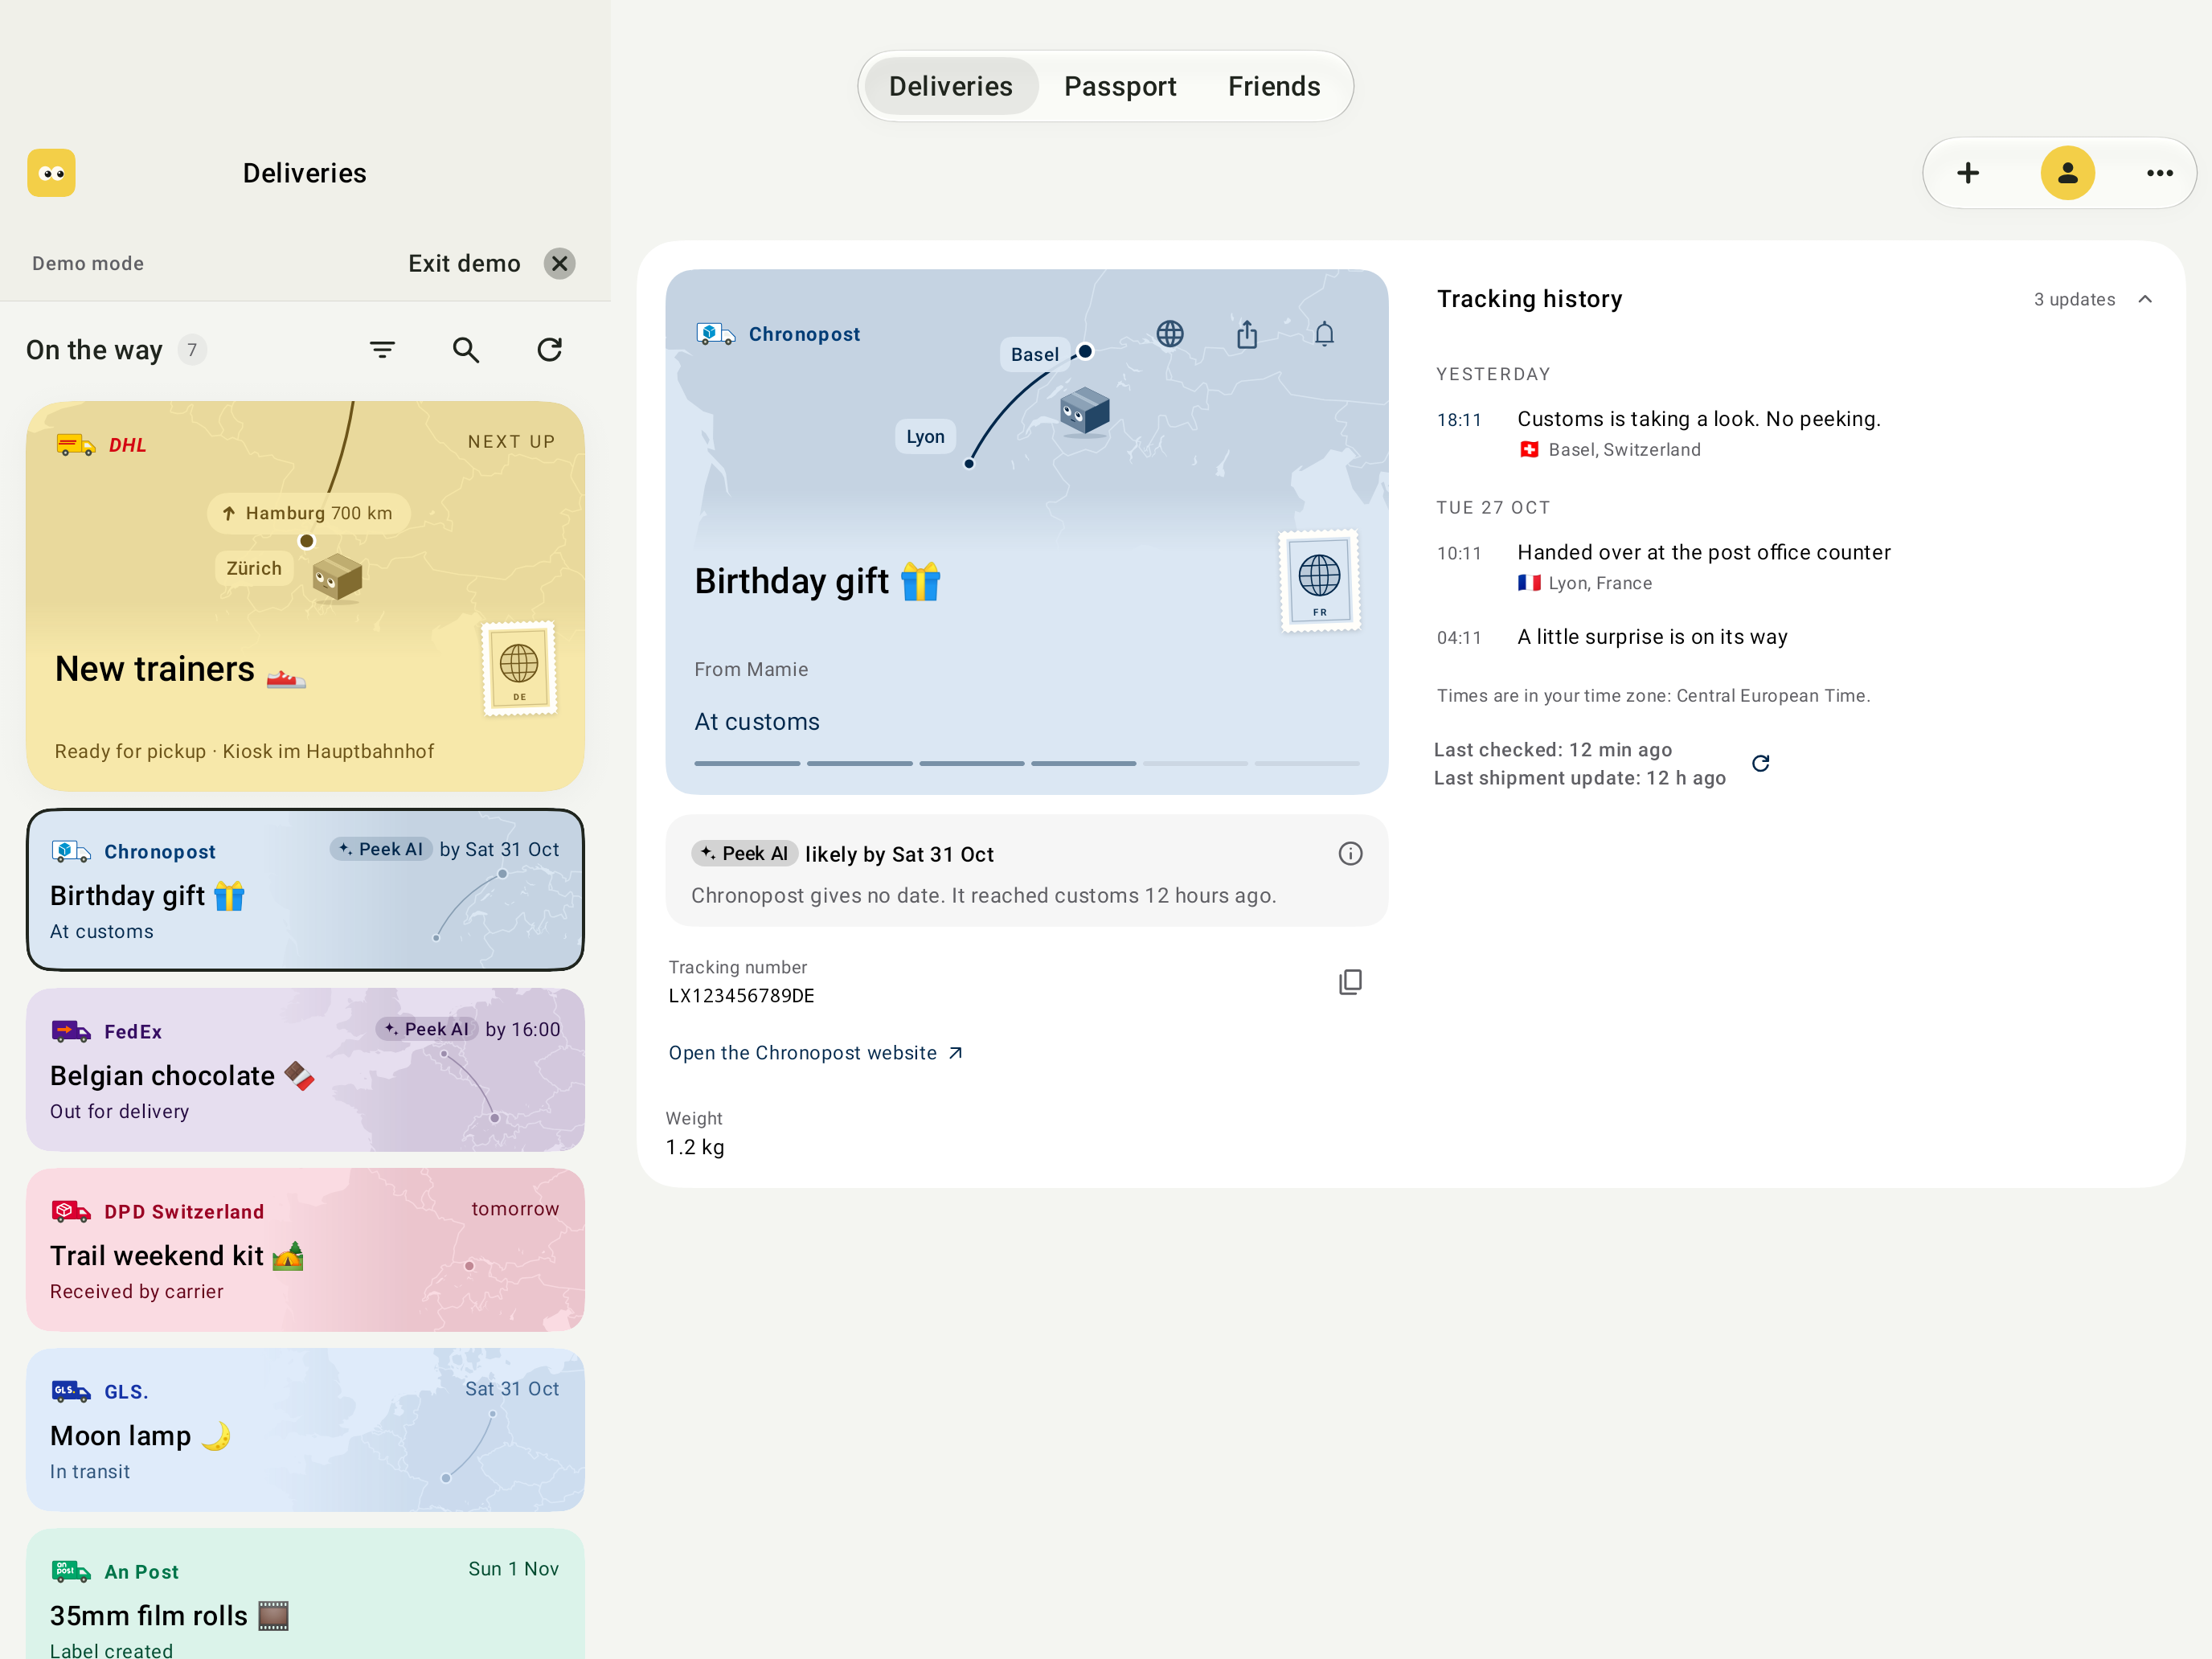 Deliveries Passport Friends
Deliveries
Demo mode
Exit demo
On the way 7
DHL
NEXT UP
Hamburg 700 km
Zürich
New trainers
DE
Ready for pickup · Kiosk im Hauptbahnhof
Chronopost
Peek AI by Sat 31 Oct
Birthday gift
At customs
FedEx
Peek AI by 16:00
Belgian chocolate
Out for delivery
DPD Switzerland
tomorrow
Trail weekend kit
Received by carrier
GLS.
GLS.
Sat 31 Oct
Moon lamp
In transit
an post
An Post
Sun 1 Nov
35mm film rolls
Label created
Chronopost
Basel
Lyon
Birthday gift
FR
From Mamie
At customs
Peek AI likely by Sat 31 Oct
Chronopost gives no date. It reached customs 12 hours ago.
Tracking number
LX123456789DE
Open the Chronopost website
Weight
1.2 kg
Tracking history
3 updates
YESTERDAY
18:11 Customs is taking a look. No peeking.
Basel, Switzerland
TUE 27 OCT
10:11 Handed over at the post office counter
Lyon, France
04:11 A little surprise is on its way
Times are in your time zone: Central European Time.
Last checked: 12 min ago
Last shipment update: 12 h ago